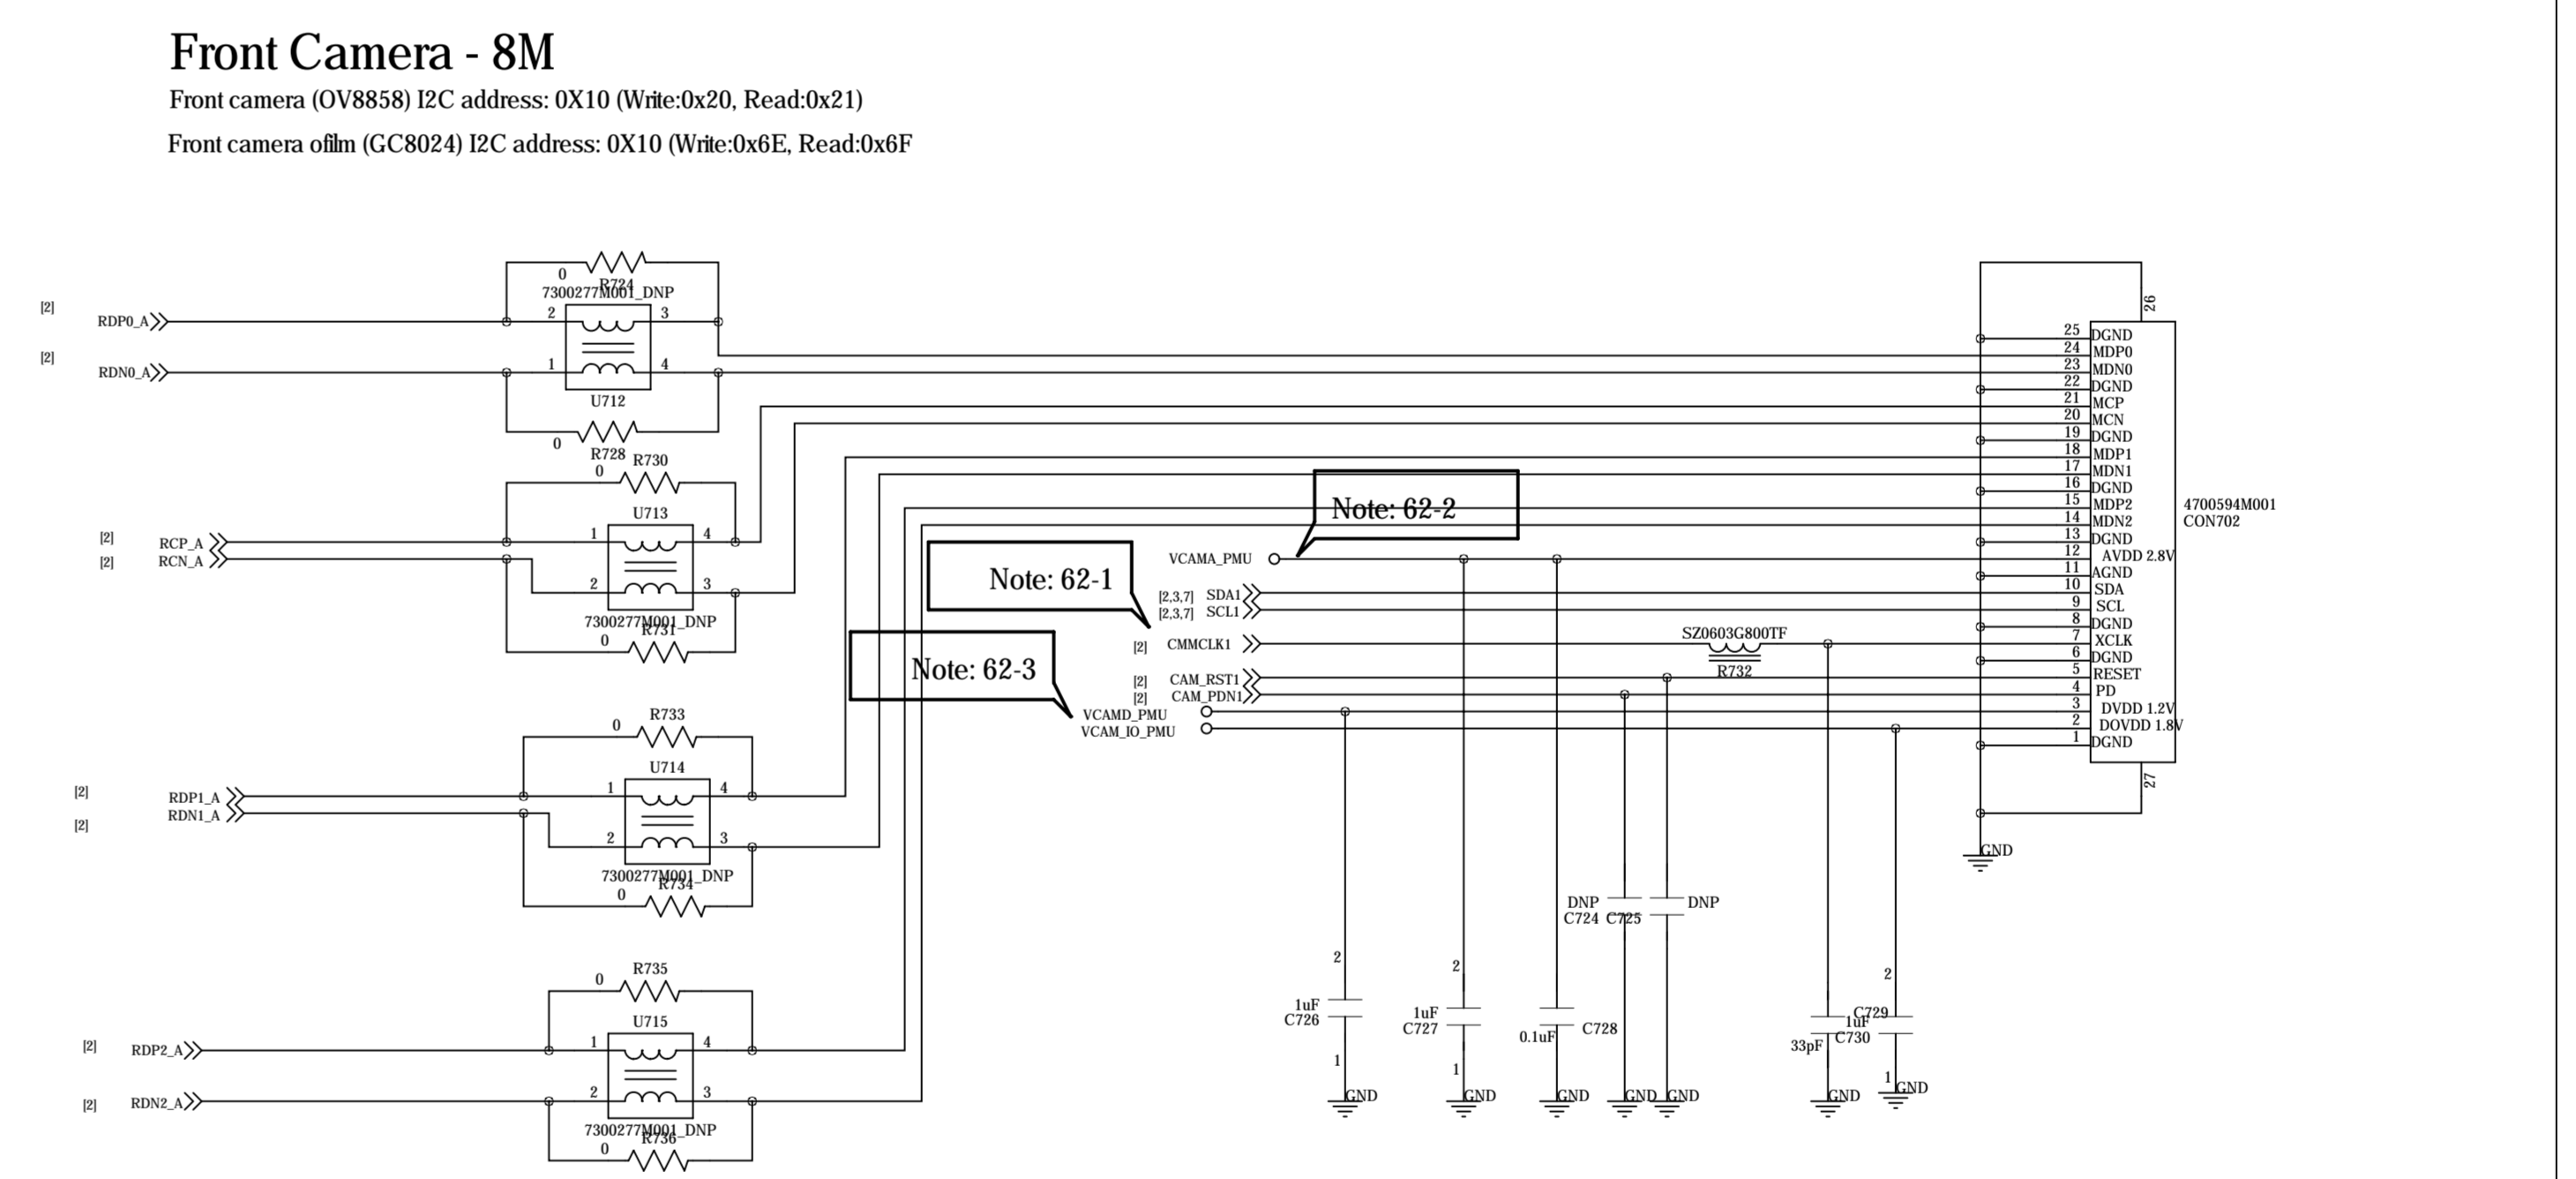 Front Camera - 8M
Front camera (OV8858) I2C address: 0X10 (Write:0x20, Read:0x21)
Front camera ofilm (GC8024) I2C address: 0X10 (Write:0x6E, Read:0x6F
0
R724
7300277M001_DNP
[2]
RDP0_A
2
3
[2]
RDN0_A
1
4
U712
0
R728
0
R730
U713
[2]
RCP_A
1
4
[2]
RCN_A
2
3
7300277M001_DNP
0
R731
0
R733
U714
[2]
RDP1_A
1
4
[2]
RDN1_A
2
3
7300277M001_DNP
0
R734
0
R735
U715
[2]
RDP2_A
1
4
[2]
RDN2_A
2
3
7300277M001_DNP
0
R736
Note: 62-2
Note: 62-1
Note: 62-3
VCAMA_PMU
[2,3,7] SDA1
[2,3,7] SCL1
[2] CMMCLK1
[2] CAM_RST1
[2] CAM_PDN1
VCAMD_PMU
VCAM_IO_PMU
SZ0603G800TF
R732
2
1uF
C726
1
GND
2
1uF
C727
1
GND
0.1uF
C728
GND
DNP
C724
GND
C725
DNP
GND
C729
33pF
GND
2
1uF
C730
1
GND
26
25 DGND
24 MDP0
23 MDN0
22 DGND
21 MCP
20 MCN
19 DGND
18 MDP1
17 MDN1
16 DGND
15 MDP2
14 MDN2
13 DGND
12 AVDD 2.8V
11 AGND
10 SDA
9 SCL
8 DGND
7 XCLK
6 DGND
5 RESET
4 PD
3 DVDD 1.2V
2 DOVDD 1.8V
1 DGND
27
4700594M001
CON702
GND